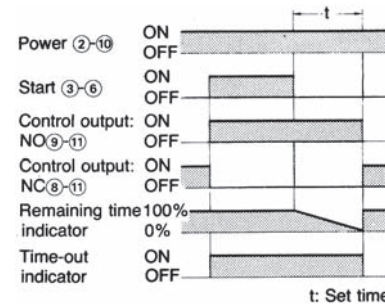 t
Power ②-⑩ ON
OFF
Start ③-⑥ ON
OFF
Control output: ON
NO⑨-⑪ OFF
Control output: ON
NC⑧-⑪ OFF
Remaining time 100%
indicator 0%
Time-out ON
indicator OFF
t: Set time